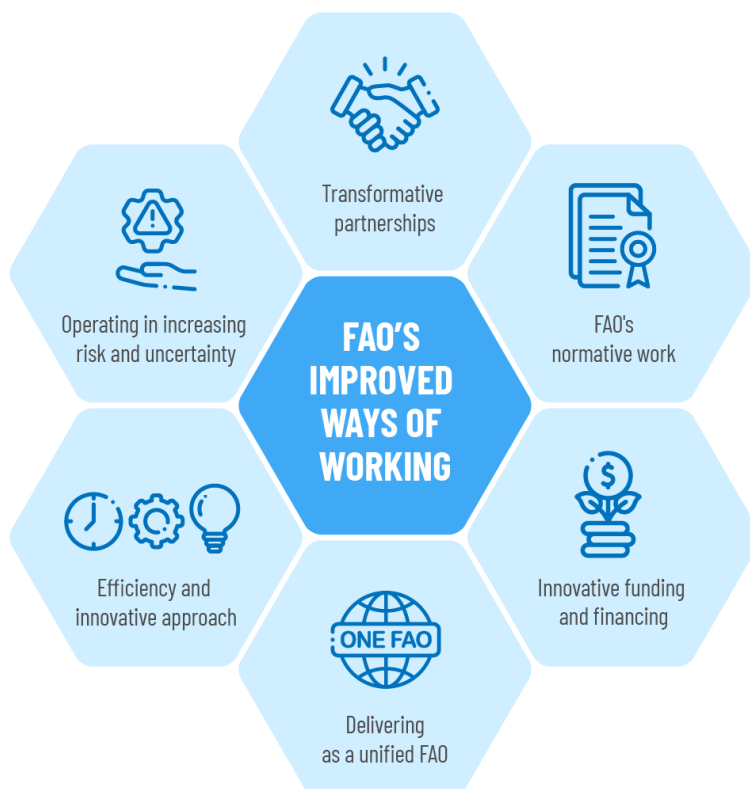 Transformative
partnerships
Operating in increasing
risk and uncertainty
FAO's
normative work
FAO’S
IMPROVED
WAYS OF
WORKING
$
Efficiency and
innovative approach
Innovative funding
and financing
ONE FAO
Delivering
as a unified FAO